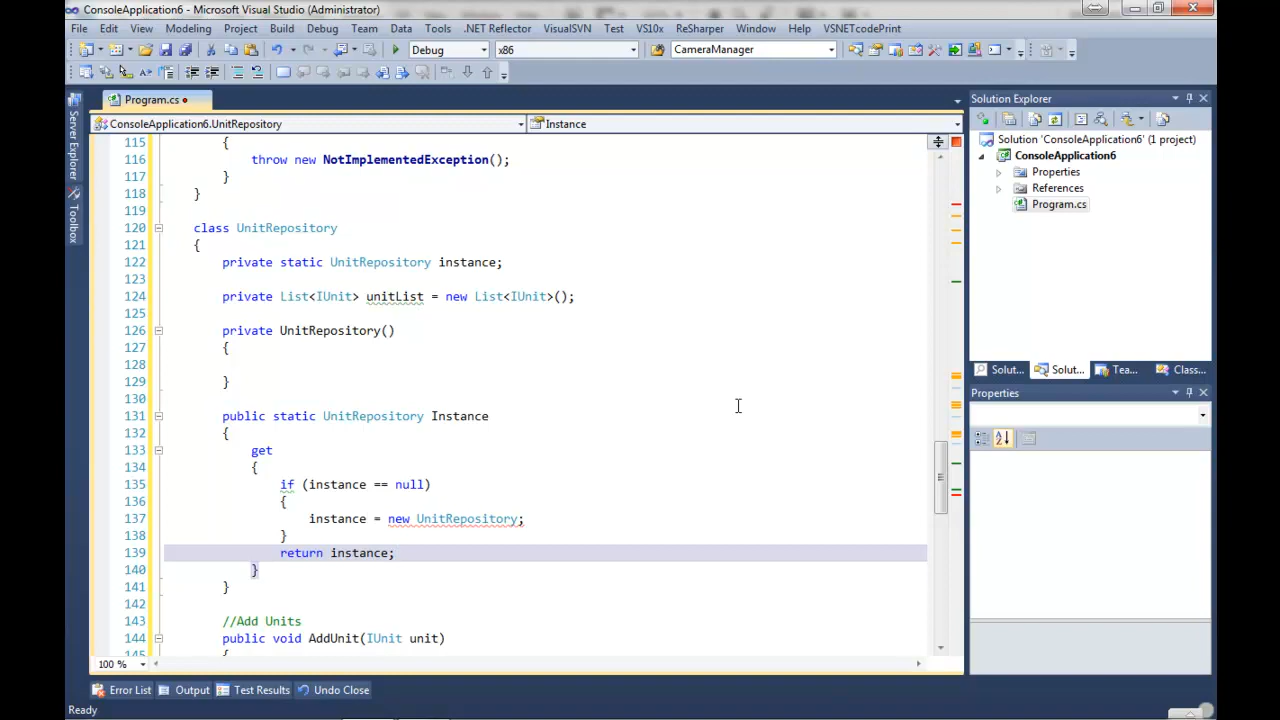 ConsoleApplication6 - Microsoft Visual Studio (Administrator)
File Edit View Modeling Project Build Debug Team Data Tools .NET Reflector VisualSVN Test VS10x ReSharper Window Help VSNETcodePrint
Debug x86 CameraManager
Program.cs
ConsoleApplication6.UnitRepository Instance
Server Explorer
Toolbox
115 {
116 throw new NotImplementedException();
117 }
118 }
119
120 class UnitRepository
121 {
122 private static UnitRepository instance;
123
124 private List<IUnit> unitList = new List<IUnit>();
125
126 private UnitRepository()
127 {
128
129 }
130
131 public static UnitRepository Instance
132 {
133 get
134 {
135 if (instance == null)
136 {
137 instance = new UnitRepository;
138 }
139 return instance;
140 }
141 }
142
143 //Add Units
144 public void AddUnit(IUnit unit)
145 {
100 %
Solution Explorer
Solution 'ConsoleApplication6' (1 project)
ConsoleApplication6
Properties
References
Program.cs
Solut... Solut... Tea... Class...
Properties
Error List Output Test Results Undo Close
Ready